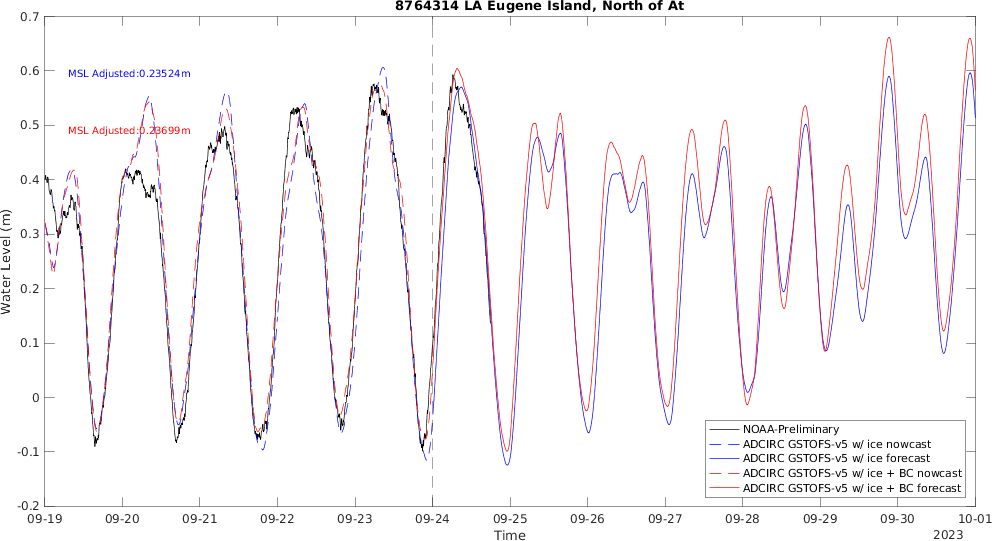 8764314 LA Eugene Island, North of At
0.7
0.6
0.5
0.4
0.3
0.2
0.1
0
-0.1
-0.2
Water Level (m)
MSL Adjusted:0.23524m
MSL Adjusted:0.23699m
NOAA-Preliminary
ADCIRC GSTOFS-v5 w/ ice nowcast
ADCIRC GSTOFS-v5 w/ ice forecast
ADCIRC GSTOFS-v5 w/ ice + BC nowcast
ADCIRC GSTOFS-v5 w/ ice + BC forecast
09-19 09-20 09-21 09-22 09-23 09-24 09-25 09-26 09-27 09-28 09-29 09-30 10-01
Time
2023